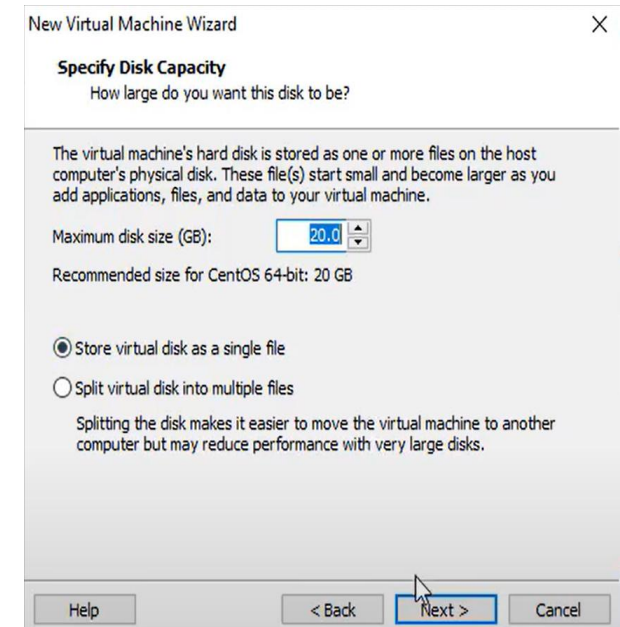 New Virtual Machine Wizard
Specify Disk Capacity
How large do you want this disk to be?
The virtual machine's hard disk is stored as one or more files on the host
computer's physical disk. These file(s) start small and become larger as you
add applications, files, and data to your virtual machine.
Maximum disk size (GB): 20.0
Recommended size for CentOS 64-bit: 20 GB
Store virtual disk as a single file
Split virtual disk into multiple files
Splitting the disk makes it easier to move the virtual machine to another
computer but may reduce performance with very large disks.
Help < Back Next > Cancel